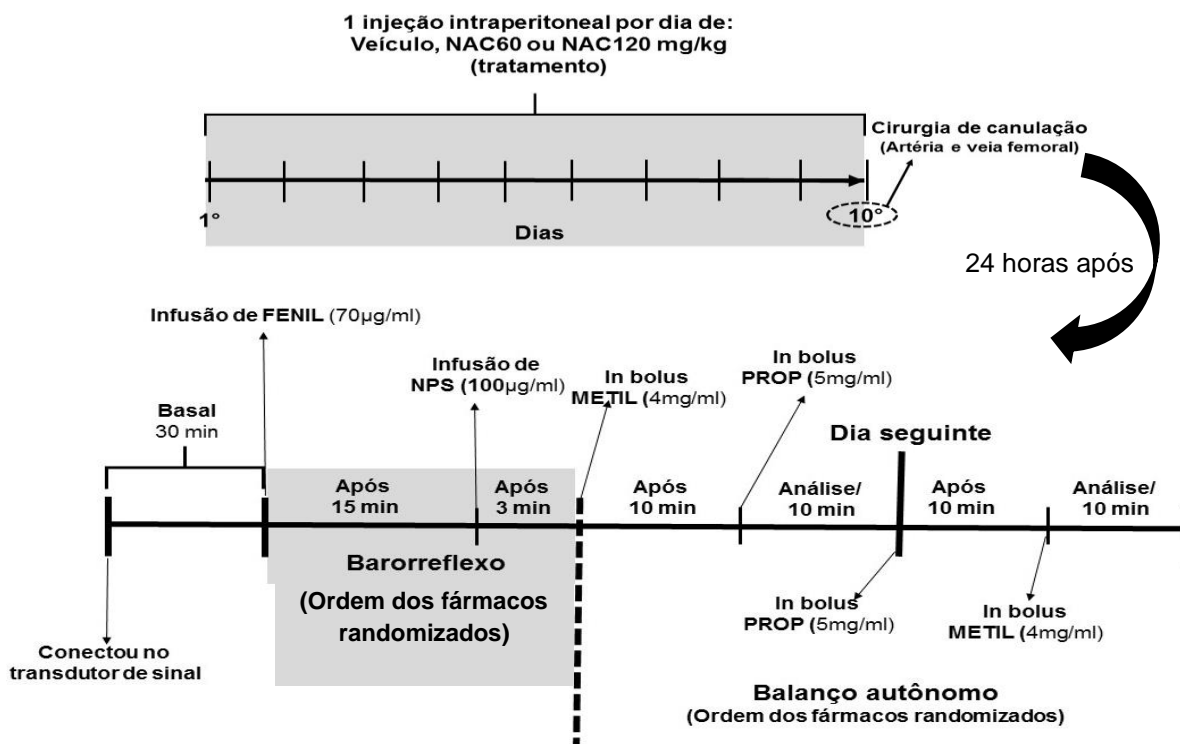 1 injeção intraperitoneal por dia de:
Veículo, NAC60 ou NAC120 mg/kg
(tratamento)
Cirurgia de canulação
(Artéria e veia femoral)
1°
10°
Dias
24 horas após
Infusão de FENIL (70µg/ml)
Infusão de
NPS (100µg/ml)
In bolus
METIL (4mg/ml)
In bolus
PROP (5mg/ml)
Basal
30 min
Dia seguinte
Após
15 min
Após
3 min
Após
10 min
Análise/
10 min
Após
10 min
Análise/
10 min
Barorreflexo
(Ordem dos fármacos
randomizados)
In bolus
PROP (5mg/ml)
In bolus
METIL (4mg/ml)
Conectou no
transdutor de sinal
Balanço autônomo
(Ordem dos fármacos randomizados)